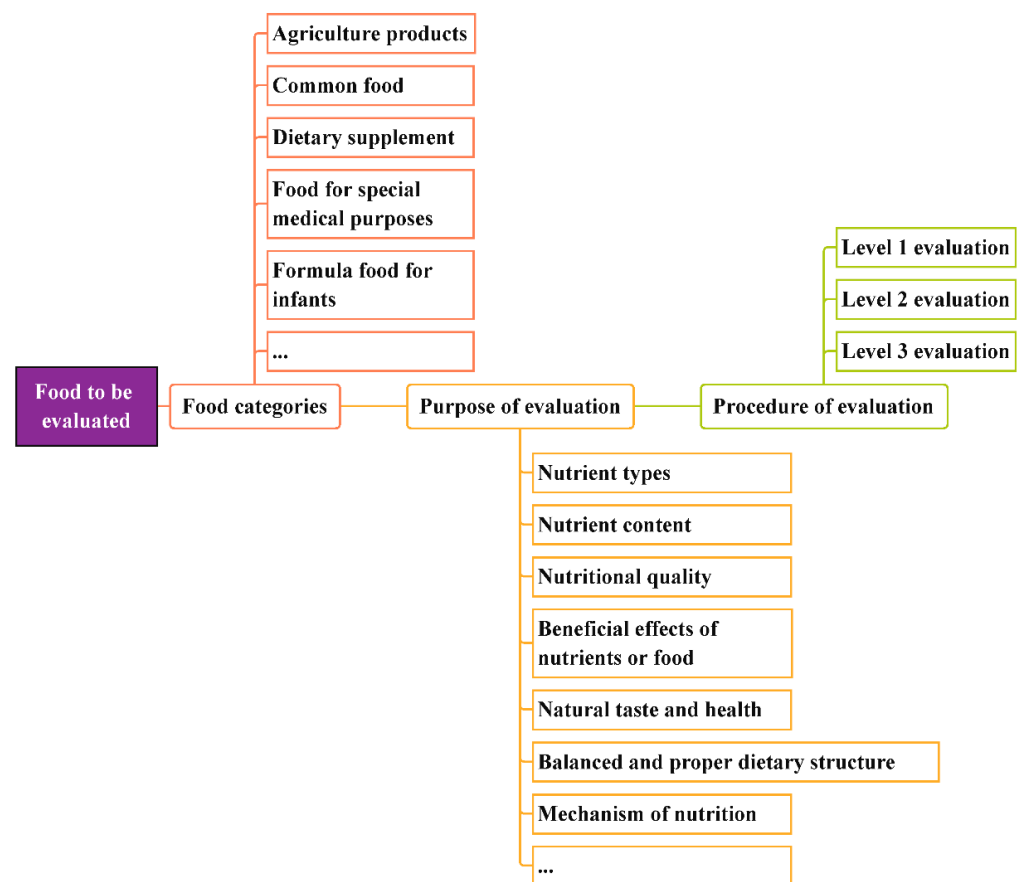 Agriculture products
Common food
Dietary supplement
Food for special
medical purposes
Formula food for
infants
...
Level 1 evaluation
Level 2 evaluation
Level 3 evaluation
Food to be
evaluated
Food categories
Purpose of evaluation
Procedure of evaluation
Nutrient types
Nutrient content
Nutritional quality
Beneficial effects of
nutrients or food
Natural taste and health
Balanced and proper dietary structure
Mechanism of nutrition
...